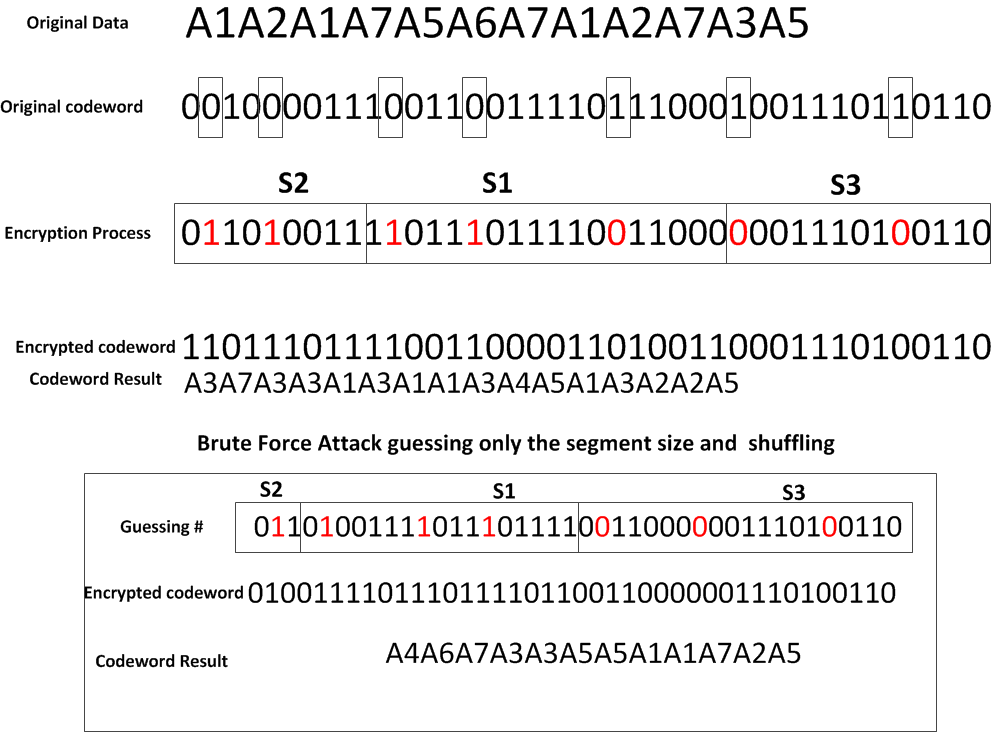 Original Data
A1A2A1A7A5A6A7A1A2A7A3A5
Original codeword
0010000111001100111101110001001110110110
S2 S1 S3
Encryption Process
0110100111101110111100110000001110100110
Encrypted codeword
1101110111100110000110100110001110100110
Codeword Result
A3A7A3A3A1A3A1A1A3A4A5A1A3A2A2A5
Brute Force Attack guessing only the segment size and shuffling
S2 S1 S3
Guessing #
0110100111101110111100110000001110100110
Encrypted codeword
0100111101110111101100110000001110100110
Codeword Result
A4A6A7A3A3A5A5A1A1A7A2A5